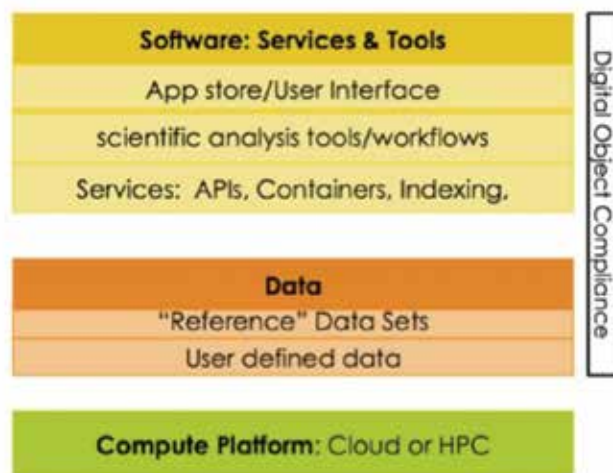 Software: Services & Tools
App store/User Interface
scientific analysis tools/workflows
Services:  APIs, Containers, Indexing,
Data
“Reference” Data Sets
User defined data
Compute Platform: Cloud or HPC
Digital Object Compliance